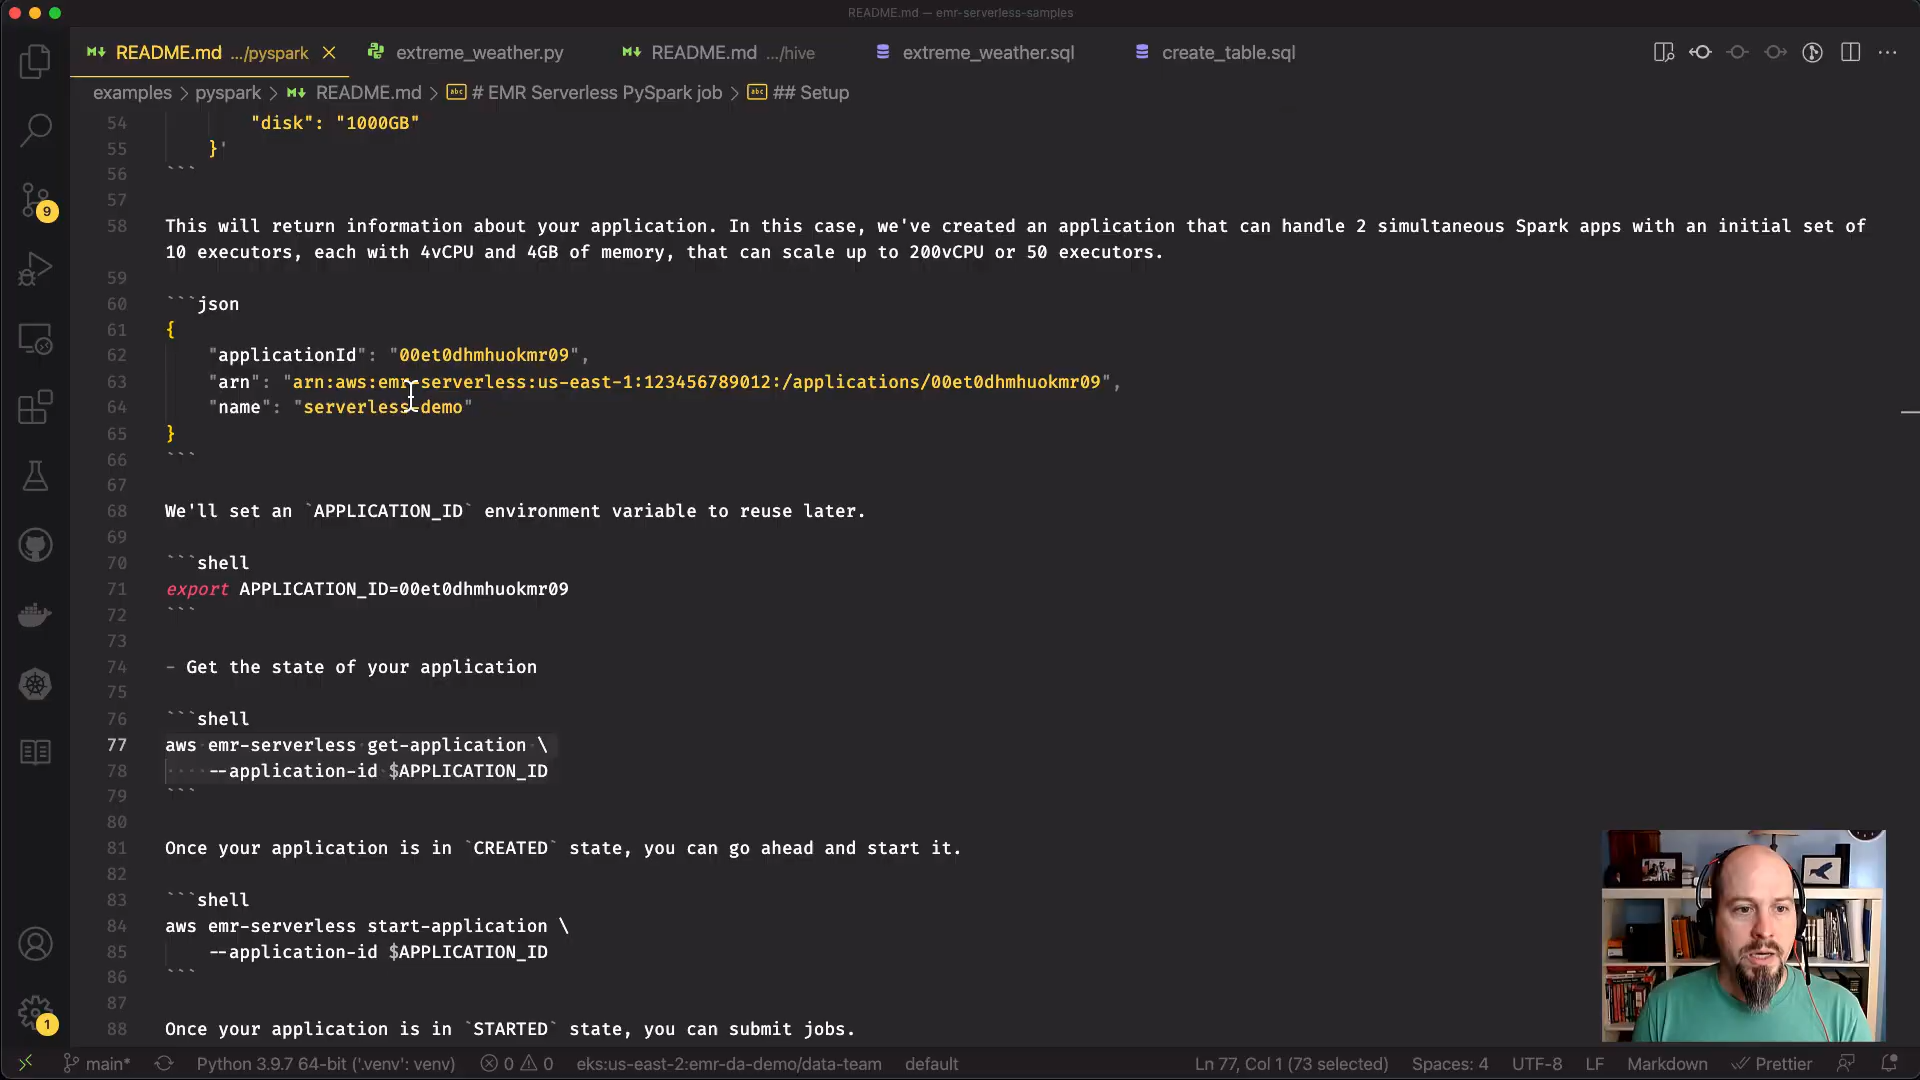 README.md — emr-serverless-samples
README.md .../pyspark extreme_weather.py README.md .../hive extreme_weather.sql create_table.sql
examples > pyspark > README.md > # EMR Serverless PySpark job > ## Setup
54 "disk": "1000GB"
55 }'
56 ```
57
58 This will return information about your application. In this case, we've created an application that can handle 2 simultaneous Spark apps with an initial set of
10 executors, each with 4vCPU and 4GB of memory, that can scale up to 200vCPU or 50 executors.
59
60 ```json
61 {
62 "applicationId": "00et0dhmhuokmr09",
63 "arn": "arn:aws:emr-serverless:us-east-1:123456789012:/applications/00et0dhmhuokmr09",
64 "name": "serverless-demo"
65 }
66 ```
67
68 We'll set an `APPLICATION_ID` environment variable to reuse later.
69
70 ```shell
71 export APPLICATION_ID=00et0dhmhuokmr09
72 ```
73
74 - Get the state of your application
75
76 ```shell
77 aws emr-serverless get-application \
78 --application-id $APPLICATION_ID
79 ```
80
81 Once your application is in `CREATED` state, you can go ahead and start it.
82
83 ```shell
84 aws emr-serverless start-application \
85 --application-id $APPLICATION_ID
86 ```
87
88 Once your application is in `STARTED` state, you can submit jobs.
9
1
main* Python 3.9.7 64-bit ('.venv': venv) 0 0 eks:us-east-2:emr-da-demo/data-team default Ln 77, Col 1 (73 selected) Spaces: 4 UTF-8 LF Markdown Prettier